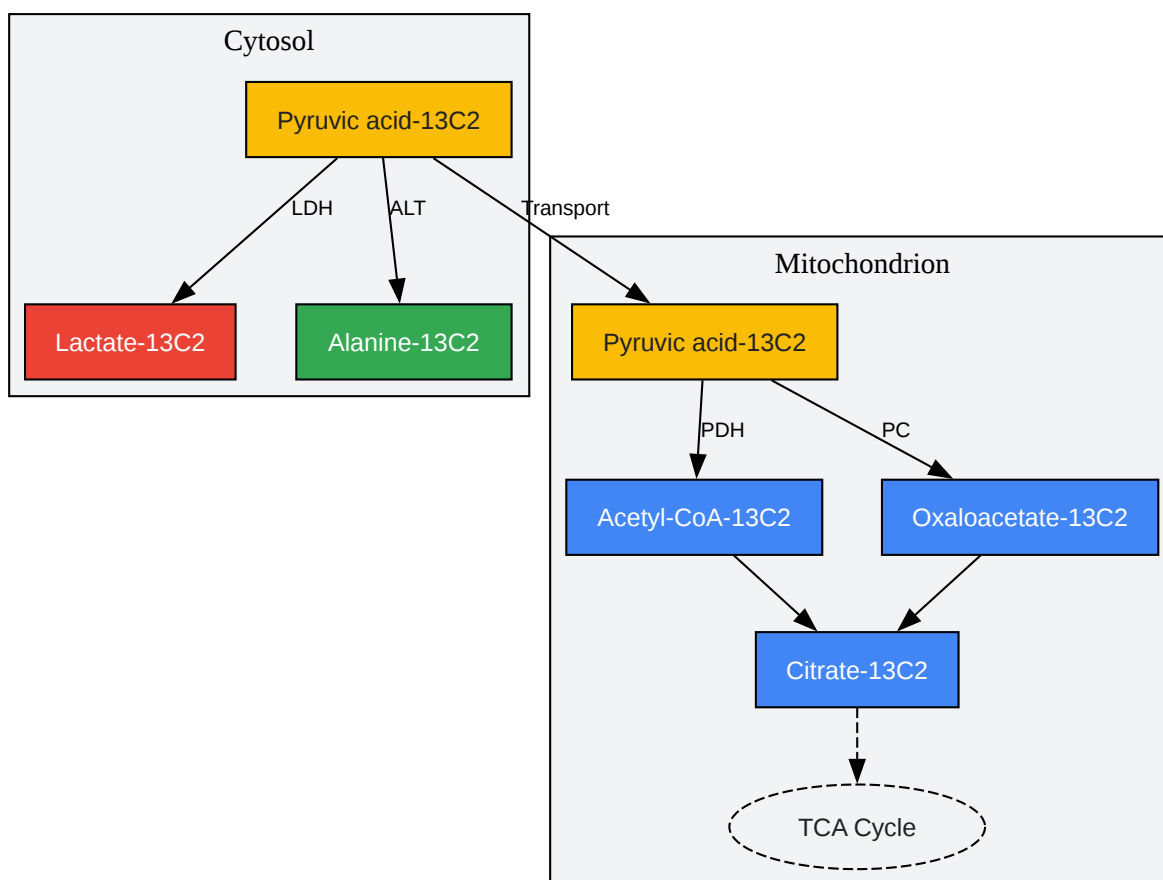 Cytosol
Pyruvic acid-13C2
LDH
ALT
Transport
Lactate-13C2
Alanine-13C2
Mitochondrion
Pyruvic acid-13C2
PDH
PC
Acetyl-CoA-13C2
Oxaloacetate-13C2
Citrate-13C2
TCA Cycle